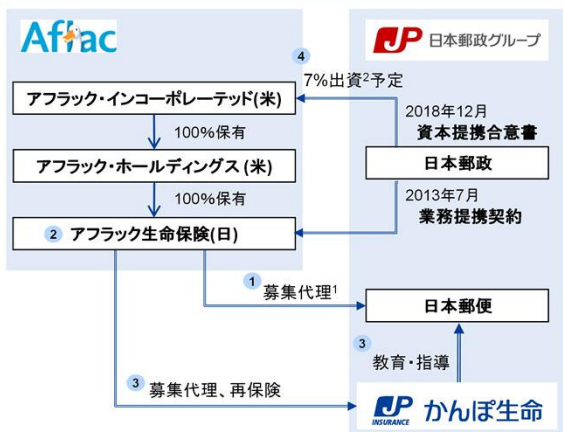 Aflac
JP 日本郵政グループ
4
7%出資2予定
アフラック・インコーポレーテッド(米)
2018年12月
資本提携合意書
100%保有
アフラック・ホールディングス(米)
日本郵政
100%保有
2013年7月
業務提携契約
2 アフラック生命保険(日)
1
募集代理1
日本郵便
3
教育・指導
3 募集代理、再保険
JP INSURANCE かんぽ生命